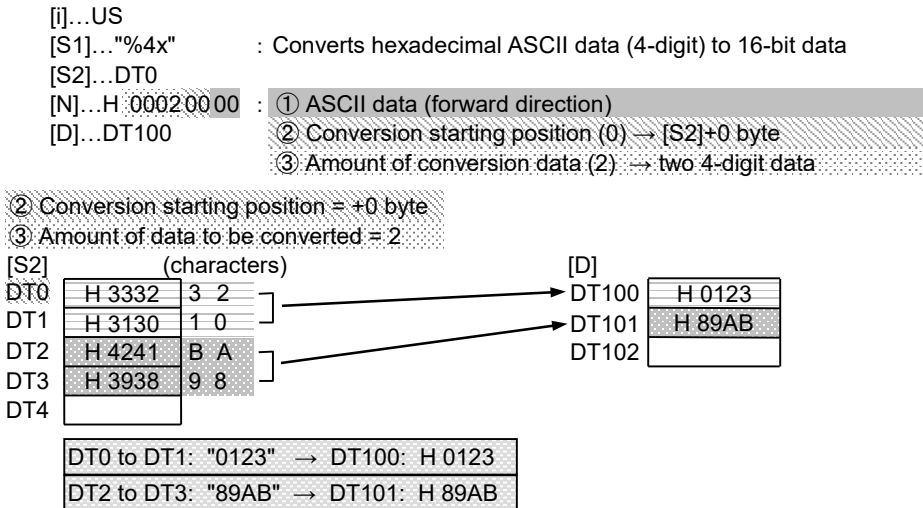 [i]…US
[S1]…"%4x" : Converts hexadecimal ASCII data (4-digit) to 16-bit data
[S2]…DT0
[N]…H 0002 00 00 : ① ASCII data (forward direction)
[D]…DT100 ② Conversion starting position (0) → [S2]+0 byte
③ Amount of conversion data (2) → two 4-digit data
② Conversion starting position = +0 byte
③ Amount of data to be converted = 2
[S2] (characters) [D]
DT0 H 3332 3 2 DT100 H 0123
DT1 H 3130 1 0 DT101 H 89AB
DT2 H 4241 B A DT102
DT3 H 3938 9 8
DT4
DT0 to DT1: "0123" → DT100: H 0123
DT2 to DT3: "89AB" → DT101: H 89AB